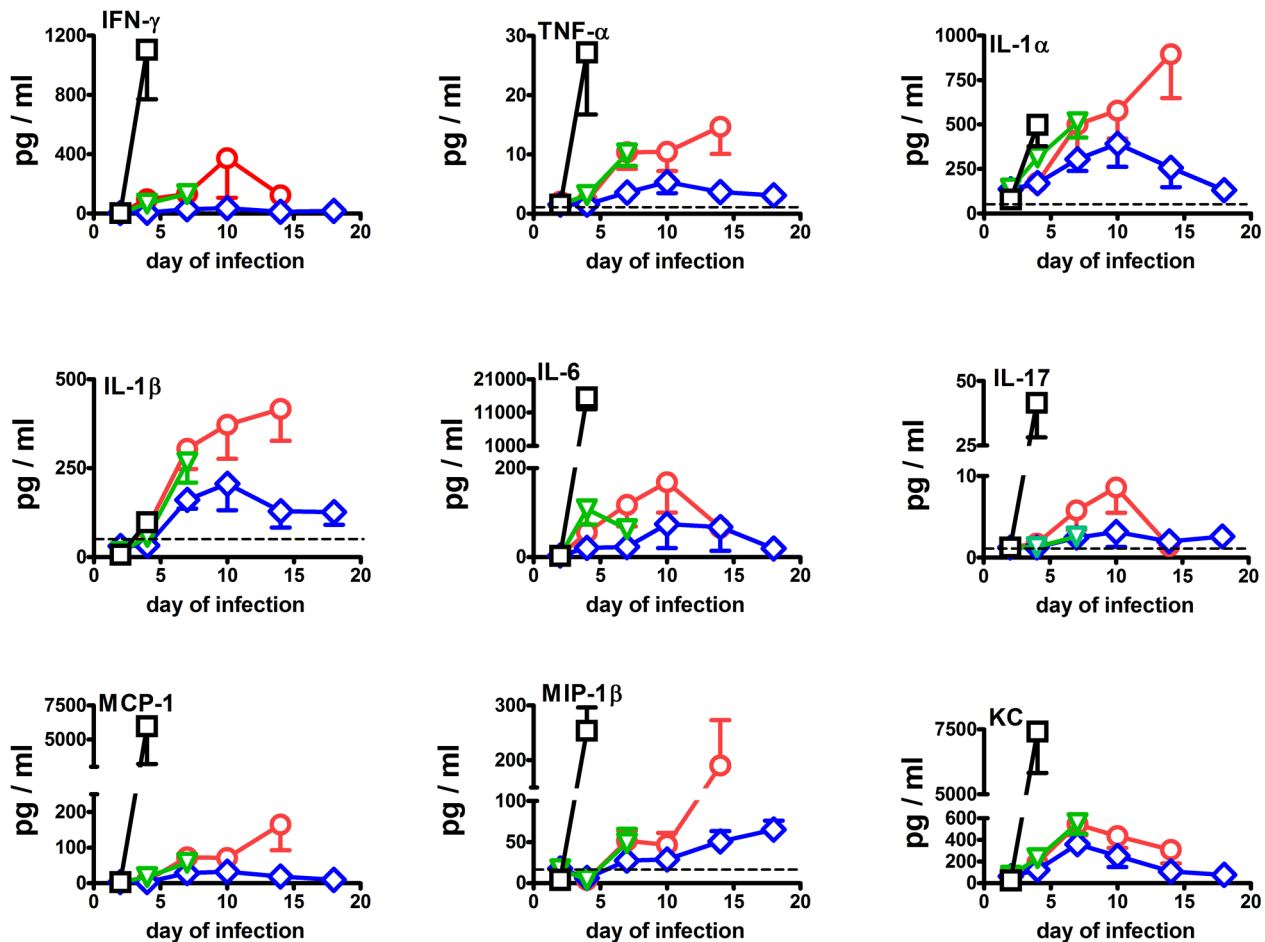 IFN-γ
1200
800
400
0
pg / ml
0 5 10 15 20
day of infection
TNF-α
30
20
10
0
pg / ml
0 5 10 15 20
day of infection
IL-1α
1000
750
500
250
0
pg / ml
0 5 10 15 20
day of infection
IL-1β
500
250
0
pg / ml
0 5 10 15 20
day of infection
IL-6
21000
11000
1000
200
0
pg / ml
0 5 10 15 20
day of infection
IL-17
50
25
10
0
pg / ml
0 5 10 15 20
day of infection
MCP-1
7500
5000
200
100
0
pg / ml
0 5 10 15 20
day of infection
MIP-1β
300
200
100
50
0
pg / ml
0 5 10 15 20
day of infection
KC
7500
5000
600
400
200
0
pg / ml
0 5 10 15 20
day of infection